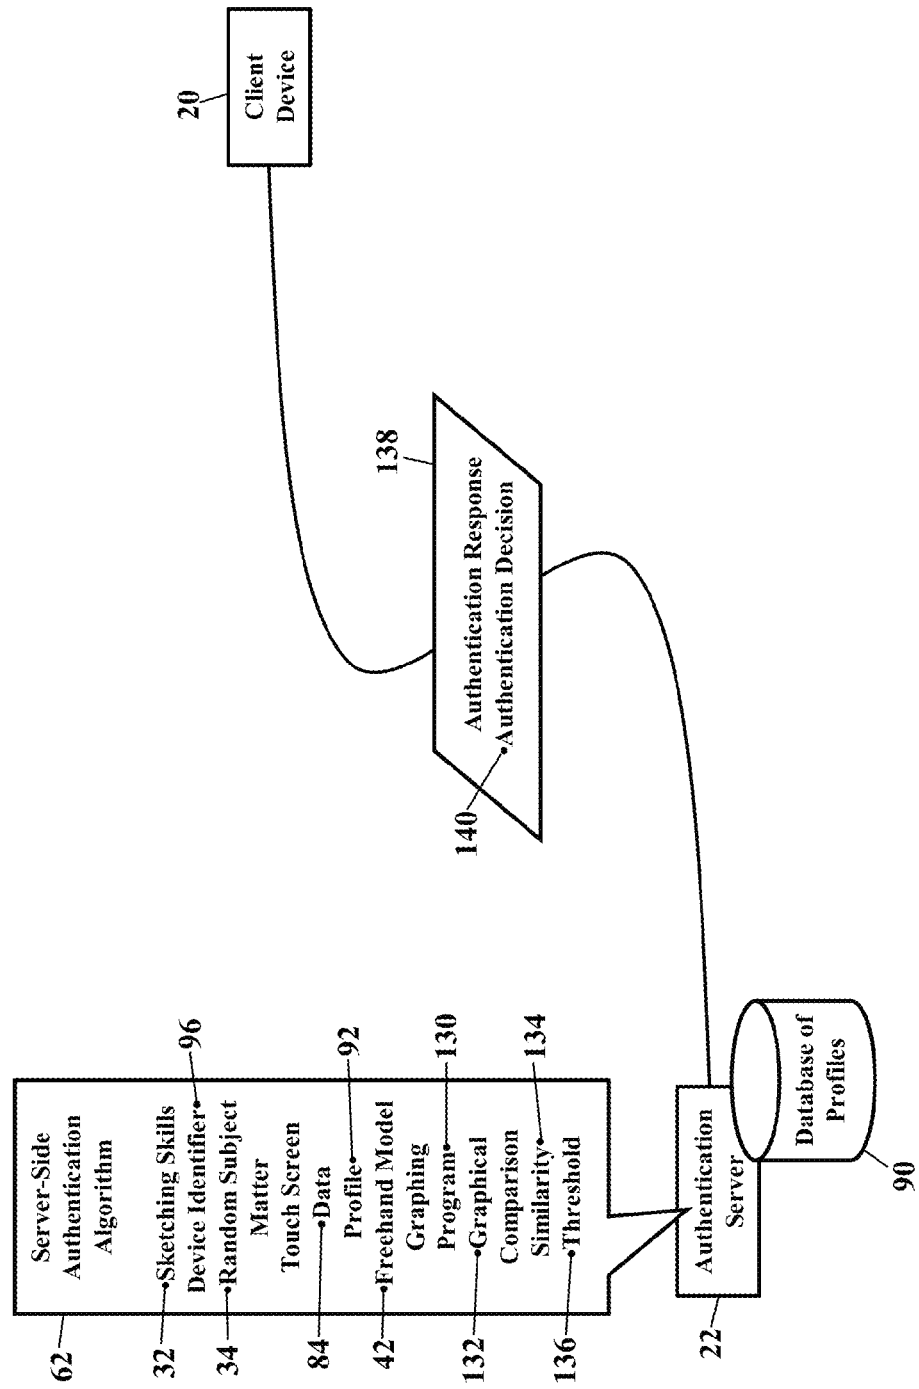 62
Server-Side
Authentication
Algorithm
32
•Sketching Skills
Device Identifier•
96
34
•Random Subject
Matter
Touch Screen
84
•Data
Profile•
92
42
•Freehand Model
Graphing
Program•
130
132
•Graphical
Comparison
Similarity•
134
136
•Threshold
22
Authentication
Server
Database of
Profiles
90
138
Authentication Response
•Authentication Decision
140
20
Client
Device